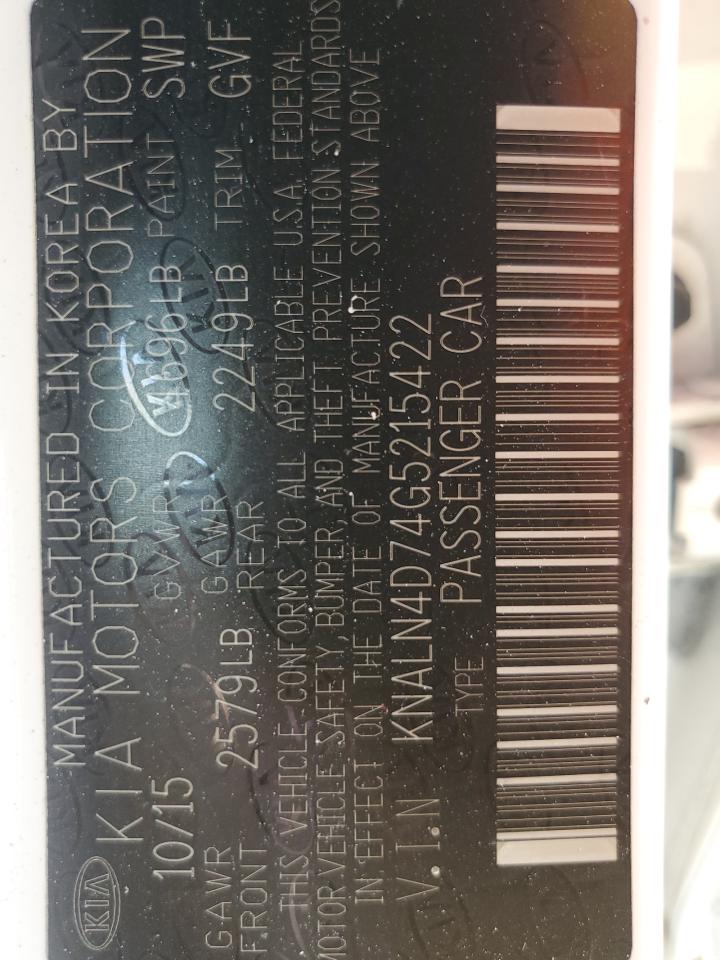 MANUFACTURED IN KOREA BY
KIA KIA MOTORS CORPORATION
10/15 GVWR 4696LB PAINT SWP
GAWR 2579LB GAWR 2249LB TRIM GVF
FRONT REAR
THIS VEHICLE CONFORMS TO ALL APPLICABLE U.S.A. FEDERAL
MOTOR VEHICLE SAFETY, BUMPER, AND THEFT PREVENTION STANDARDS
IN EFFECT ON THE DATE OF MANUFACTURE SHOWN ABOVE
V.I.N KNALN4D74G5215422
TYPE PASSENGER CAR